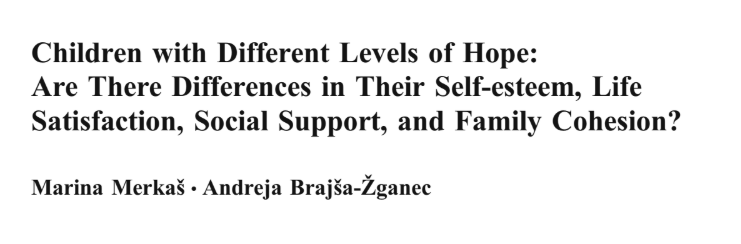 Children with Different Levels of Hope:
Are There Differences in Their Self-esteem, Life
Satisfaction, Social Support, and Family Cohesion?
Marina Merkaš · Andreja Brajša-Žganec